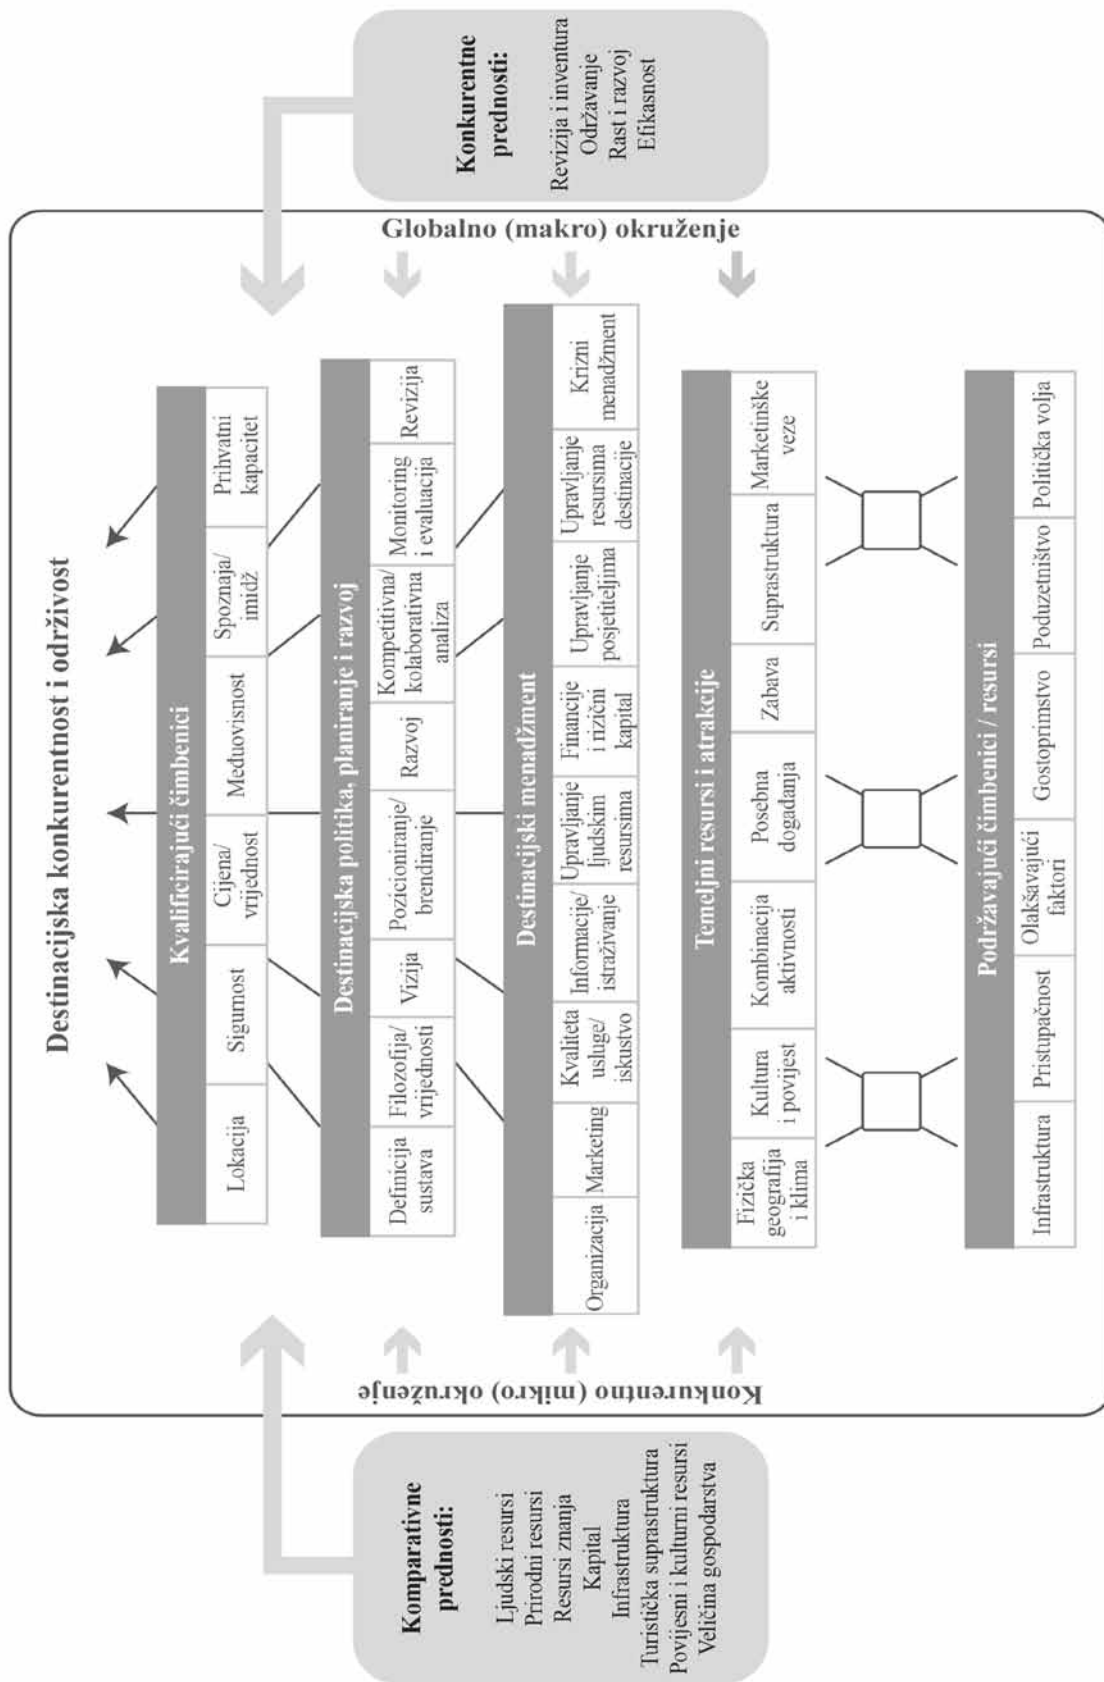 Destinacijska konkurentnost i održivost
Komparativne
prednosti:
Ljudski resursi
Prirodni resursi
Resursi znanja
Kapital
Infrastruktura
Turistička suprastruktura
Povijesni i kulturni resursi
Veličina gospodarstva
Konkurentno (mikro) okruženje
Kvalificirajući čimbenici
Lokacija
Sigurnost
Cijena/
vrijednost
Međuovisnost
Spoznaja/
imidž
Prihvatni
kapacitet
Destinacijska politika, planiranje i razvoj
Definicija
sustava
Filozofija/
vrijednosti
Vizija
Pozicioniranje/
brendiranje
Razvoj
Kompetitivna/
kolaborativna
analiza
Monitoring
i evaluacija
Revizija
Destinacijski menadžment
Organizacija
Marketing
Kvaliteta
usluge/
iskustvo
Informacije/
istraživanje
Upravljanje
ljudskim
resursima
Financije
i rizični
kapital
Upravljanje
posjetiteljima
Upravljanje
resursima
destinacije
Krizni
menadžment
Temeljni resursi i atrakcije
Fizička
geografija
i klima
Kultura
i povijest
Kombinacija
aktivnosti
Posebna
događanja
Zabava
Suprastruktura
Marketinške
veze
Podržavajući čimbenici / resursi
Infrastruktura
Pristupačnost
Olakšavajući
faktori
Gostoprimstvo
Poduzetništvo
Politička volja
Globalno (makro) okruženje
Konkurentne
prednosti:
Revizija i inventura
Održavanje
Rast i razvoj
Efikasnost